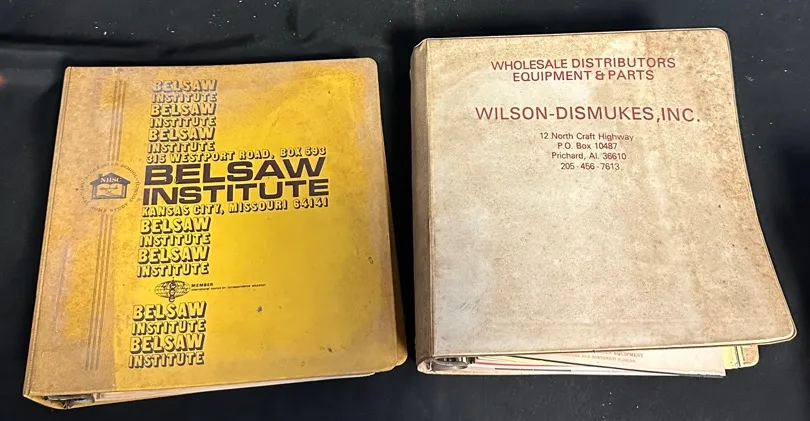 BELSAW
INSTITUTE
BELSAW
INSTITUTE
BELSAW
INSTITUTE
315 WESTPORT ROAD, BOX 593
BELSAW
INSTITUTE
KANSAS CITY, MISSOURI 64141
BELSAW
INSTITUTE
BELSAW
INSTITUTE
NHSC
MEMBER
BELSAW
INSTITUTE
BELSAW
INSTITUTE
WHOLESALE DISTRIBUTORS
EQUIPMENT & PARTS
WILSON-DISMUKES, INC.
12 North Craft Highway
P.O. Box 10487
Prichard, Al. 36610
205-456-7613